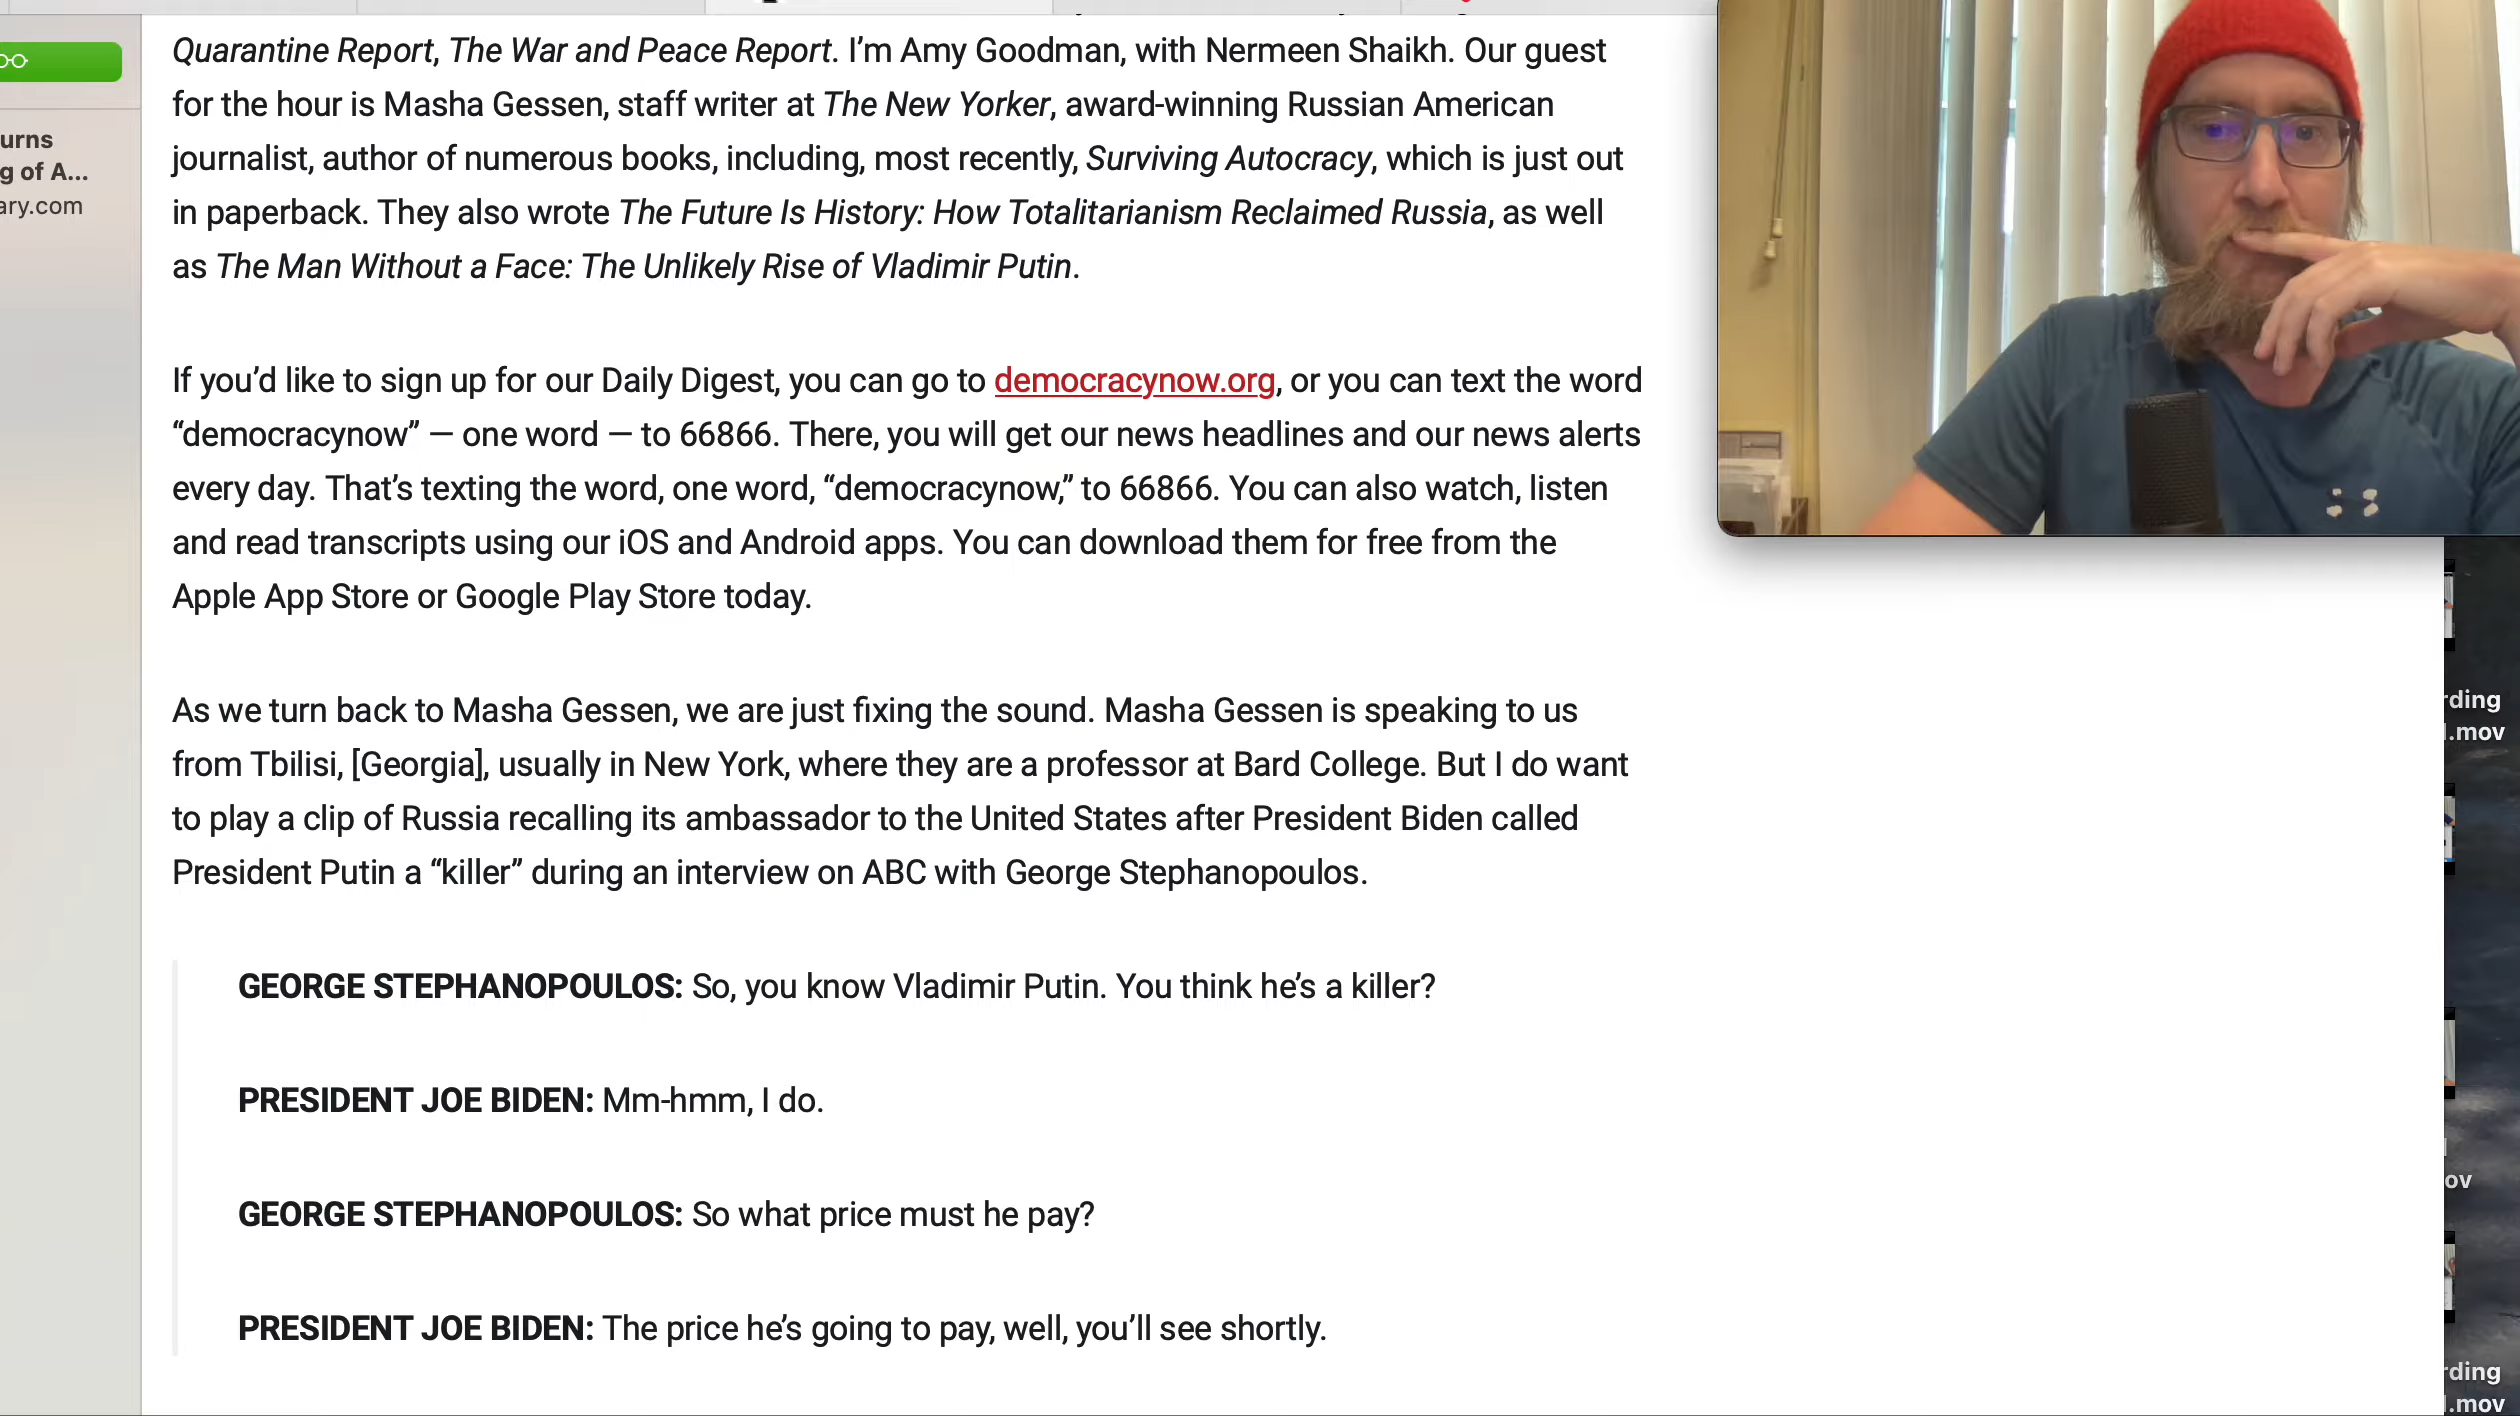 urns
g of A...
ary.com
Quarantine Report, The War and Peace Report. I’m Amy Goodman, with Nermeen Shaikh. Our guest
for the hour is Masha Gessen, staff writer at The New Yorker, award-winning Russian American
journalist, author of numerous books, including, most recently, Surviving Autocracy, which is just out
in paperback. They also wrote The Future Is History: How Totalitarianism Reclaimed Russia, as well
as The Man Without a Face: The Unlikely Rise of Vladimir Putin.
If you’d like to sign up for our Daily Digest, you can go to democracynow.org, or you can text the word
“democracynow” — one word — to 66866. There, you will get our news headlines and our news alerts
every day. That’s texting the word, one word, “democracynow,” to 66866. You can also watch, listen
and read transcripts using our iOS and Android apps. You can download them for free from the
Apple App Store or Google Play Store today.
As we turn back to Masha Gessen, we are just fixing the sound. Masha Gessen is speaking to us
from Tbilisi, [Georgia], usually in New York, where they are a professor at Bard College. But I do want
to play a clip of Russia recalling its ambassador to the United States after President Biden called
President Putin a “killer” during an interview on ABC with George Stephanopoulos.
GEORGE STEPHANOPOULOS: So, you know Vladimir Putin. You think he’s a killer?
PRESIDENT JOE BIDEN: Mm-hmm, I do.
GEORGE STEPHANOPOULOS: So what price must he pay?
PRESIDENT JOE BIDEN: The price he’s going to pay, well, you’ll see shortly.
rding
.mov
ov
rding
.mov